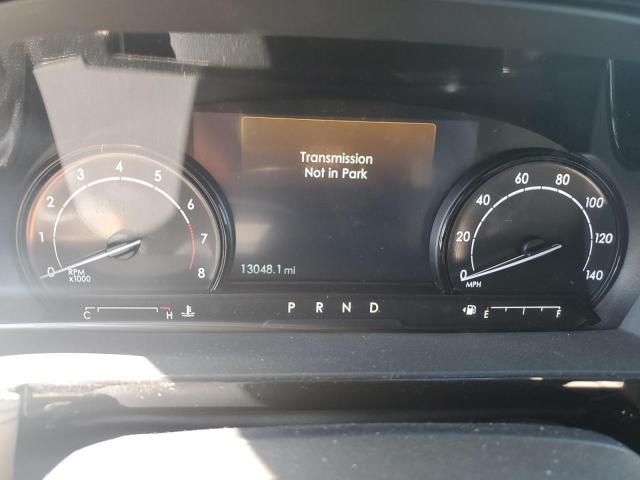 Transmission
Not in Park
0 1 2 3 4 5 6 7 8
RPM
x1000
13048.1 mi
0 20 40 60 80 100 120 140
MPH
C H
P R N D
E F